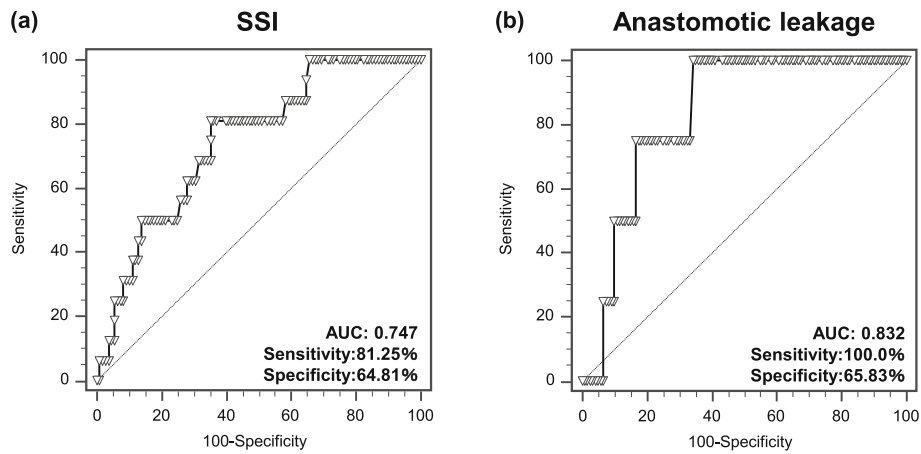 (a) SSI
100
80
60
40
20
0
Sensitivity
AUC: 0.747
Sensitivity:81.25%
Specificity:64.81%
0 20 40 60 80 100
100-Specificity
(b) Anastomotic leakage
100
80
60
40
20
0
Sensitivity
AUC: 0.832
Sensitivity:100.0%
Specificity:65.83%
0 20 40 60 80 100
100-Specificity